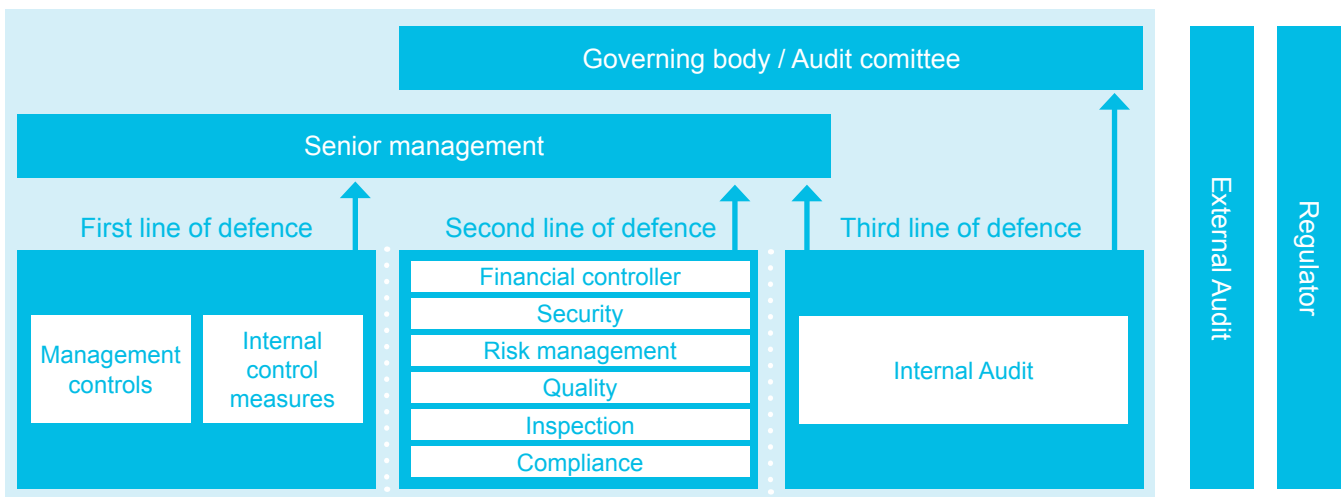 Governing body / Audit comittee
Senior management
First line of defence
Second line of defence
Third line of defence
Management
controls
Internal
control
measures
Financial controller
Security
Risk management
Quality
Inspection
Compliance
Internal Audit
External Audit
Regulator